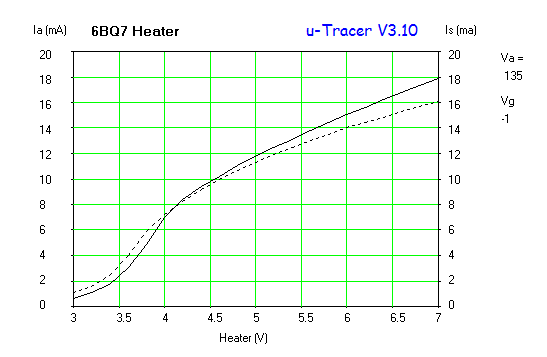 Ia (mA) 6BQ7 Heater u-Tracer V3.10 Is (ma)
20 20
Va =
18 18
135
16 16
Vg
14 14
-1
12 12
10 10
8 8
6 6
4 4
2 2
0 0
3 3.5 4 4.5 5 5.5 6 6.5 7
Heater (V)